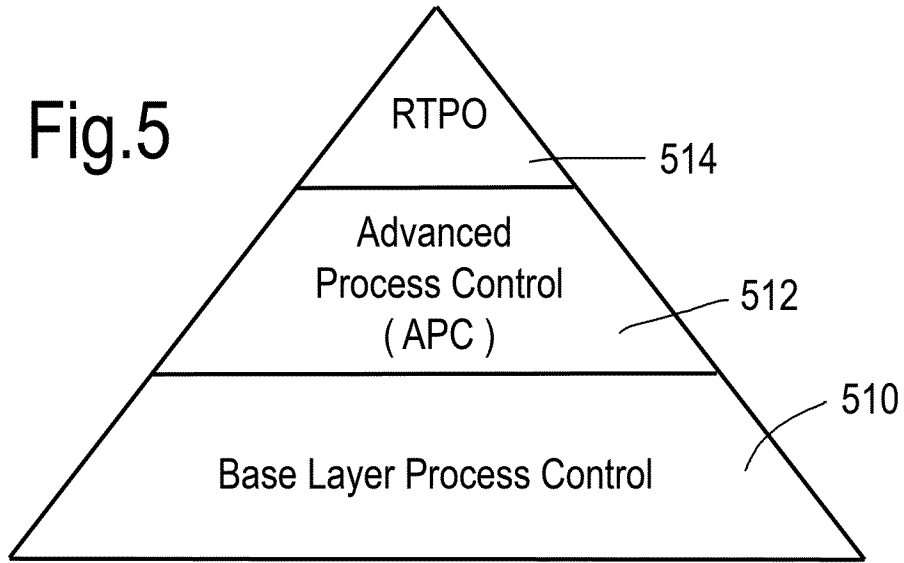 Fig.5
RTPO
514
Advanced
Process Control
( APC )
512
510
Base Layer Process Control